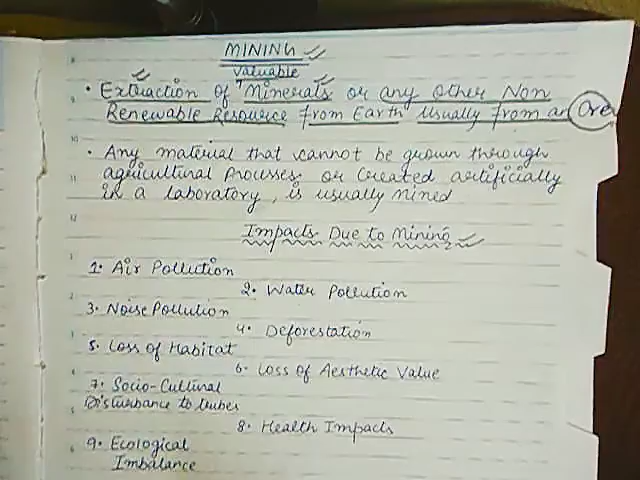 MINING
Valuable
• Extraction of Minerals or any other Non
Renewable Resource from Earth usually from an Ore
• Any material that cannot be grown through
agricultural processes or created artificially
in a laboratory, is usually mined
Impacts Due to Mining
1. Air Pollution
2. Water Pollution
3. Noise Pollution
4. Deforestation
5. Loss of Habitat
6. Loss of Aesthetic Value
7. Socio-Cultural
Disturbance to tribes
8. Health Impacts
9. Ecological
Imbalance